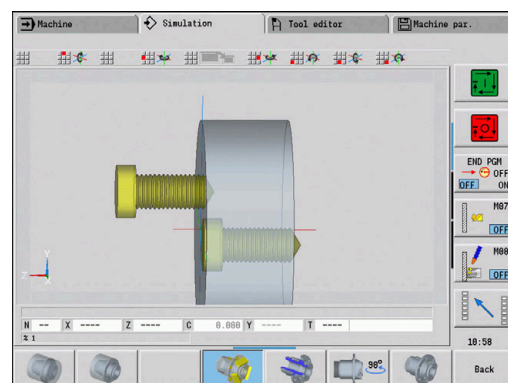 Machine
Simulation
Tool editor
Machine par.
END PGM
OFF
OFF ON
M07
OFF
M08
OFF
Y
Z
X
N -- X ---- Z ---- C 0.000 Y ---- T ----
% 1
10:58
90°
Back